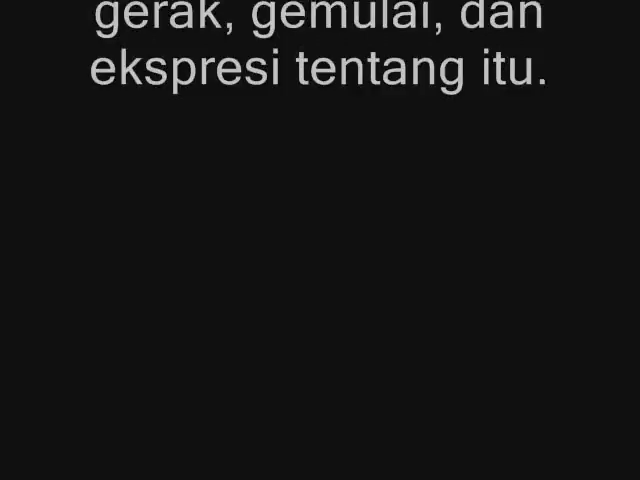 gerak, gemulai, dan
ekspresi tentang itu.